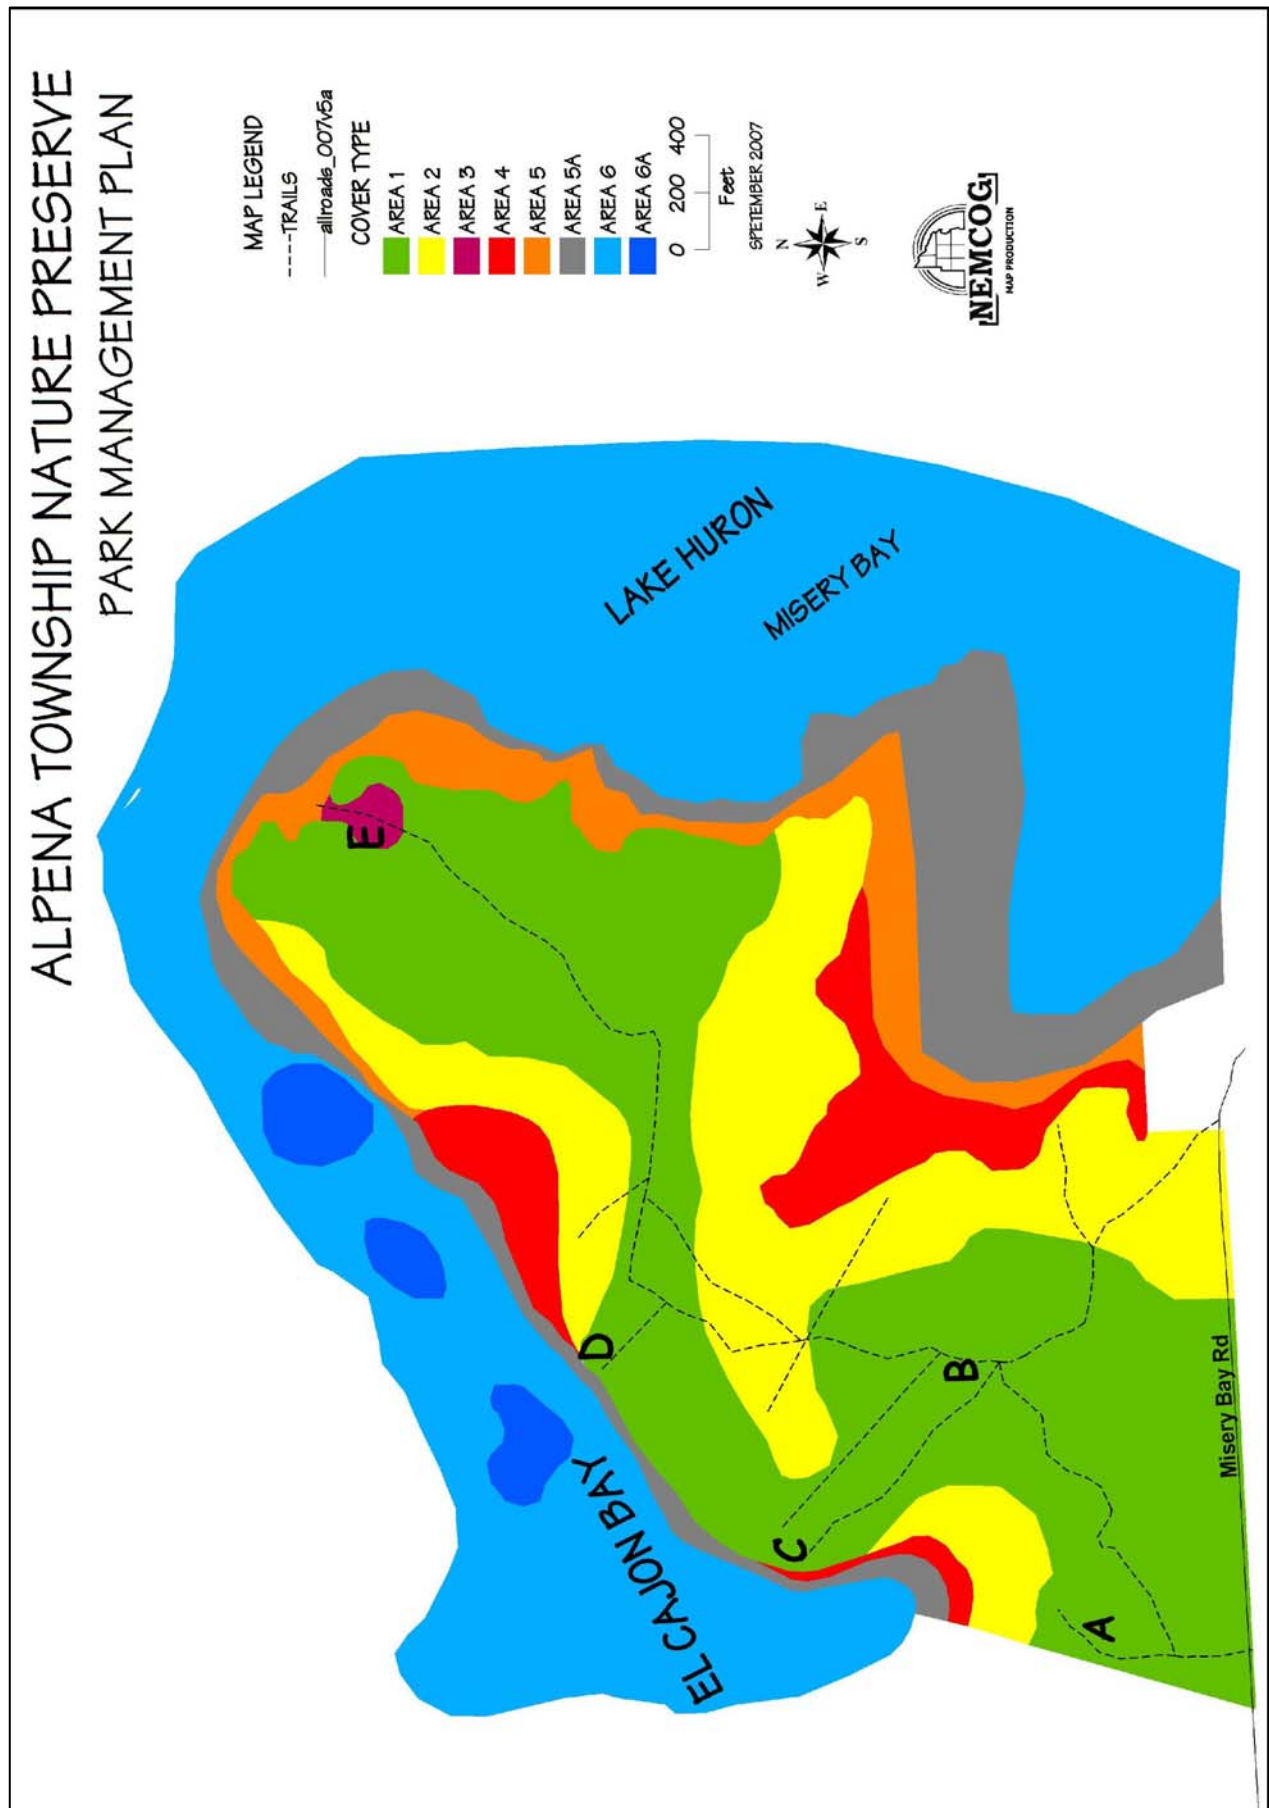 ALPENA TOWNSHIP NATURE PRESERVE
PARK MANAGEMENT PLAN
MAP LEGEND
TRAILS
allroads_007v5a
COVER TYPE
AREA 1
AREA 2
AREA 3
AREA 4
AREA 5
AREA 5A
AREA 6
AREA 6A
0 200 400
Feet
SPETEMBER 2007
N
W E
S
NEMCOG
MAP PRODUCTION
LAKE HURON
MISERY BAY
E
D
EL CAJON BAY
C
B
A
Misery Bay Rd